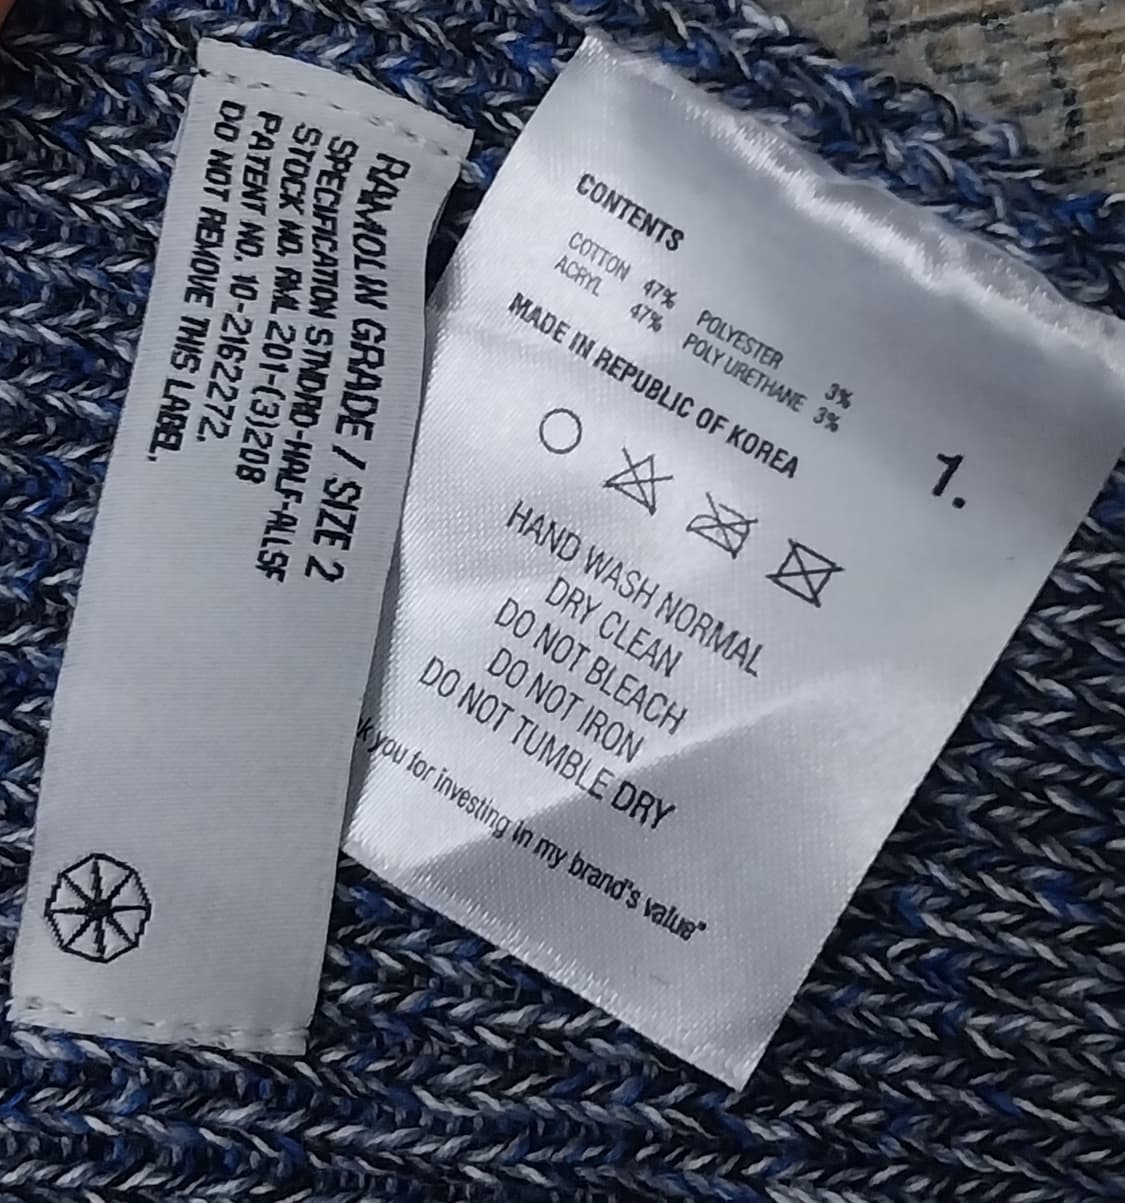 RAMOLIN GRADE / SIZE 2
SPECIFICATION STNDRD-HALF-ALLSF
STOCK NO. RML 201-(3)208
PATENT NO. 10-2162272.
DO NOT REMOVE THIS LABEL.
CONTENTS
COTTON 47% POLYESTER 3%
ACRYL 47% POLYURETHANE 3%
MADE IN REPUBLIC OF KOREA
1.
HAND WASH NORMAL
DRY CLEAN
DO NOT BLEACH
DO NOT IRON
DO NOT TUMBLE DRY
you for investing in my brand's value"